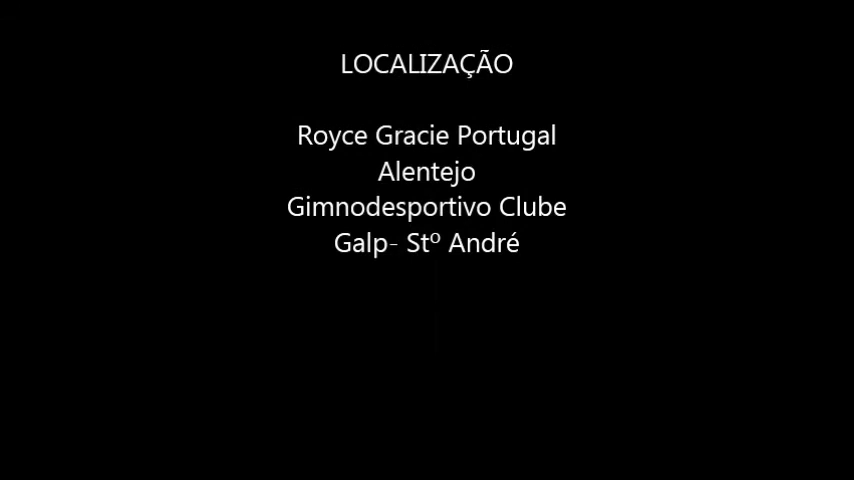 LOCALIZAÇÃO
Royce Gracie Portugal
Alentejo
Gimnodesportivo Clube
Galp- Stº André